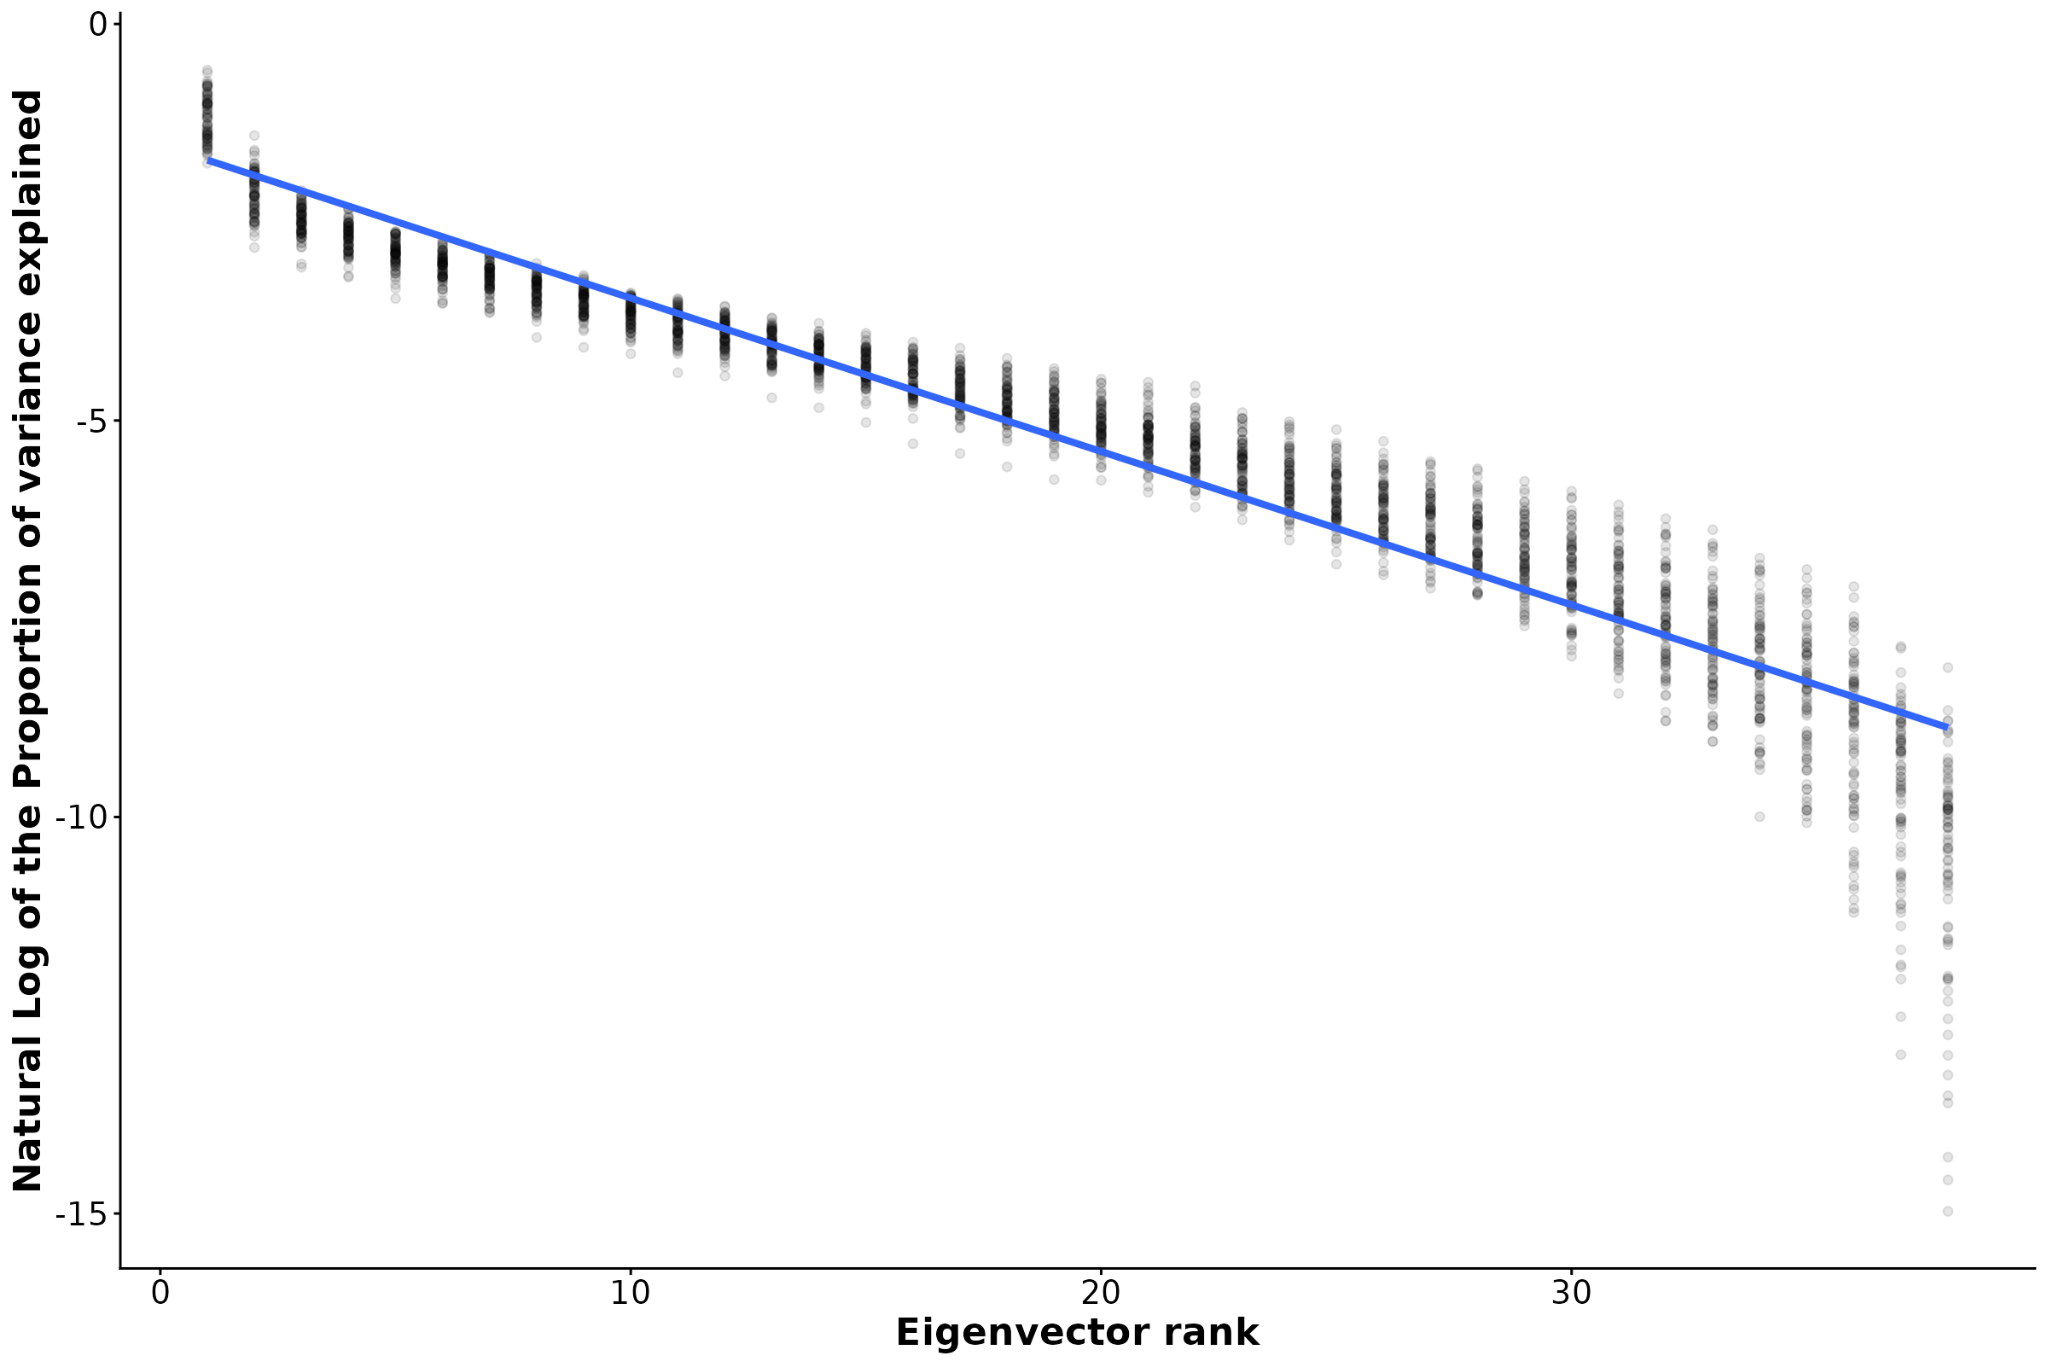 Natural Log of the Proportion of variance explained
0
-5
-10
-15
0 10 20 30
Eigenvector rank